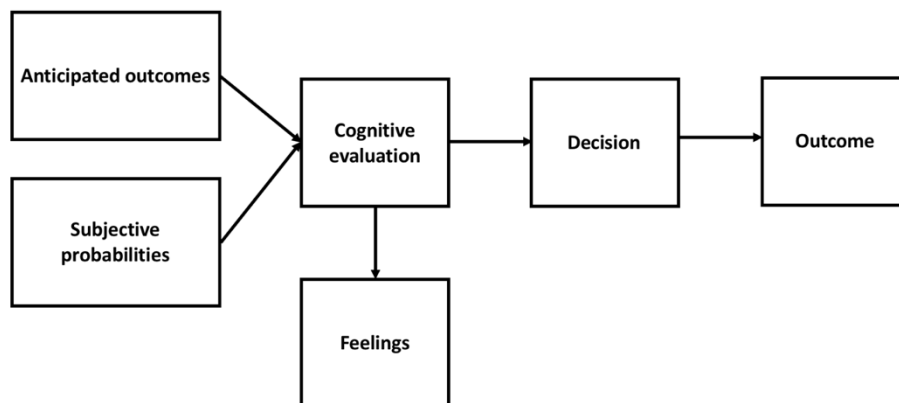 Anticipated outcomes
Subjective
probabilities
Cognitive
evaluation
Decision
Outcome
Feelings